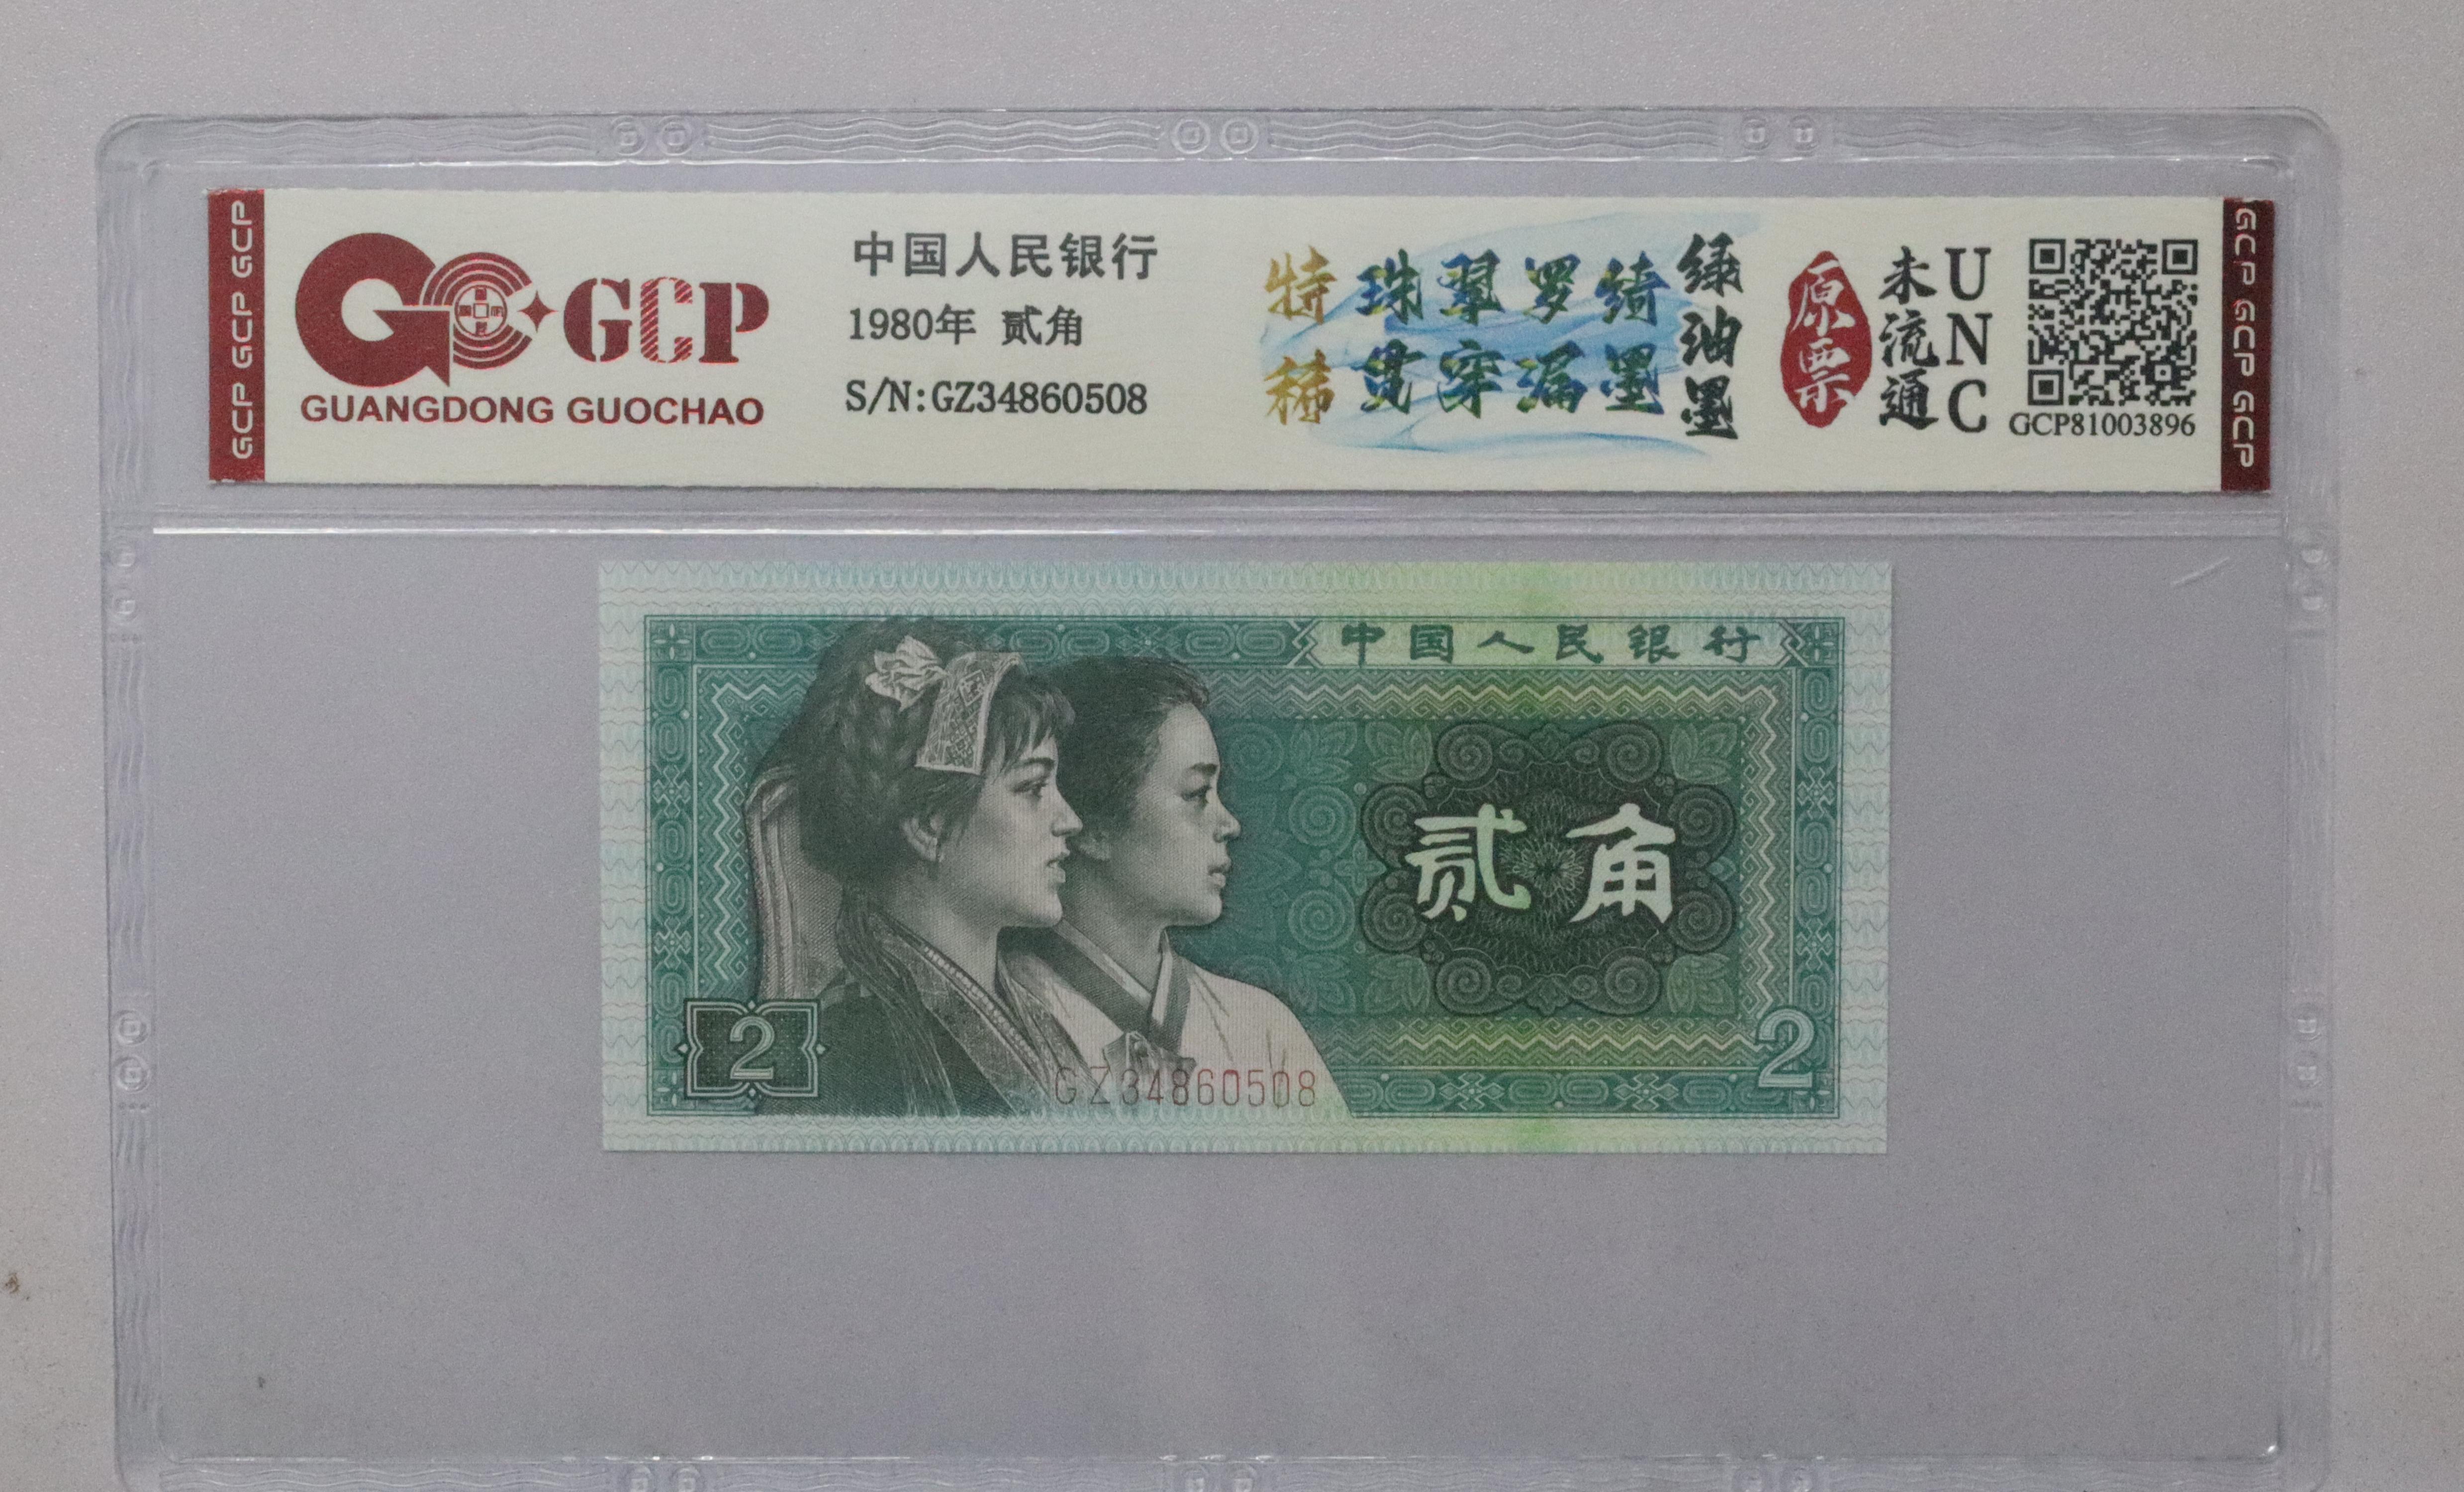 GCP GCP GCP
GC GCP
GUANGDONG GUOCHAO
中国人民银行
1980年 贰角
S/N:GZ34860508
特稀
珠翠罗绮
贯穿漏墨
绿油墨
原票
未流通
UNC
GCP81003896
GCP GCP GCP
中国人民银行
贰角
2
GZ34860508
2